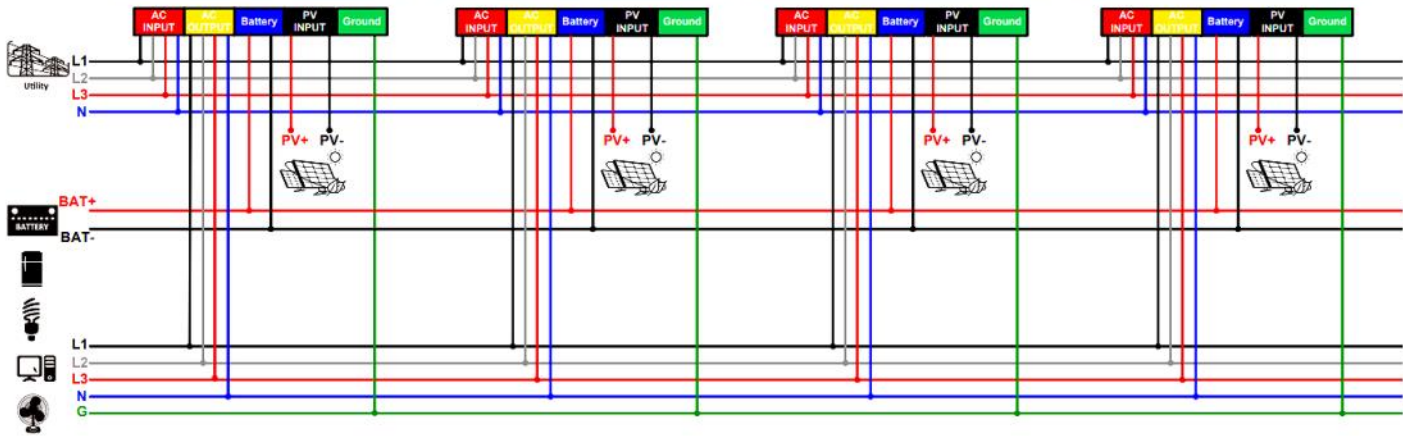 AC INPUT
AC OUTPUT
Battery
PV INPUT
Ground
AC INPUT
AC OUTPUT
Battery
PV INPUT
Ground
AC INPUT
AC OUTPUT
Battery
PV INPUT
Ground
AC INPUT
AC OUTPUT
Battery
PV INPUT
Ground
Utility
L1
L2
L3
N
PV+ PV-
PV+ PV-
PV+ PV-
PV+ PV-
BAT+
BATTERY
BAT-
L1
L2
L3
N
G